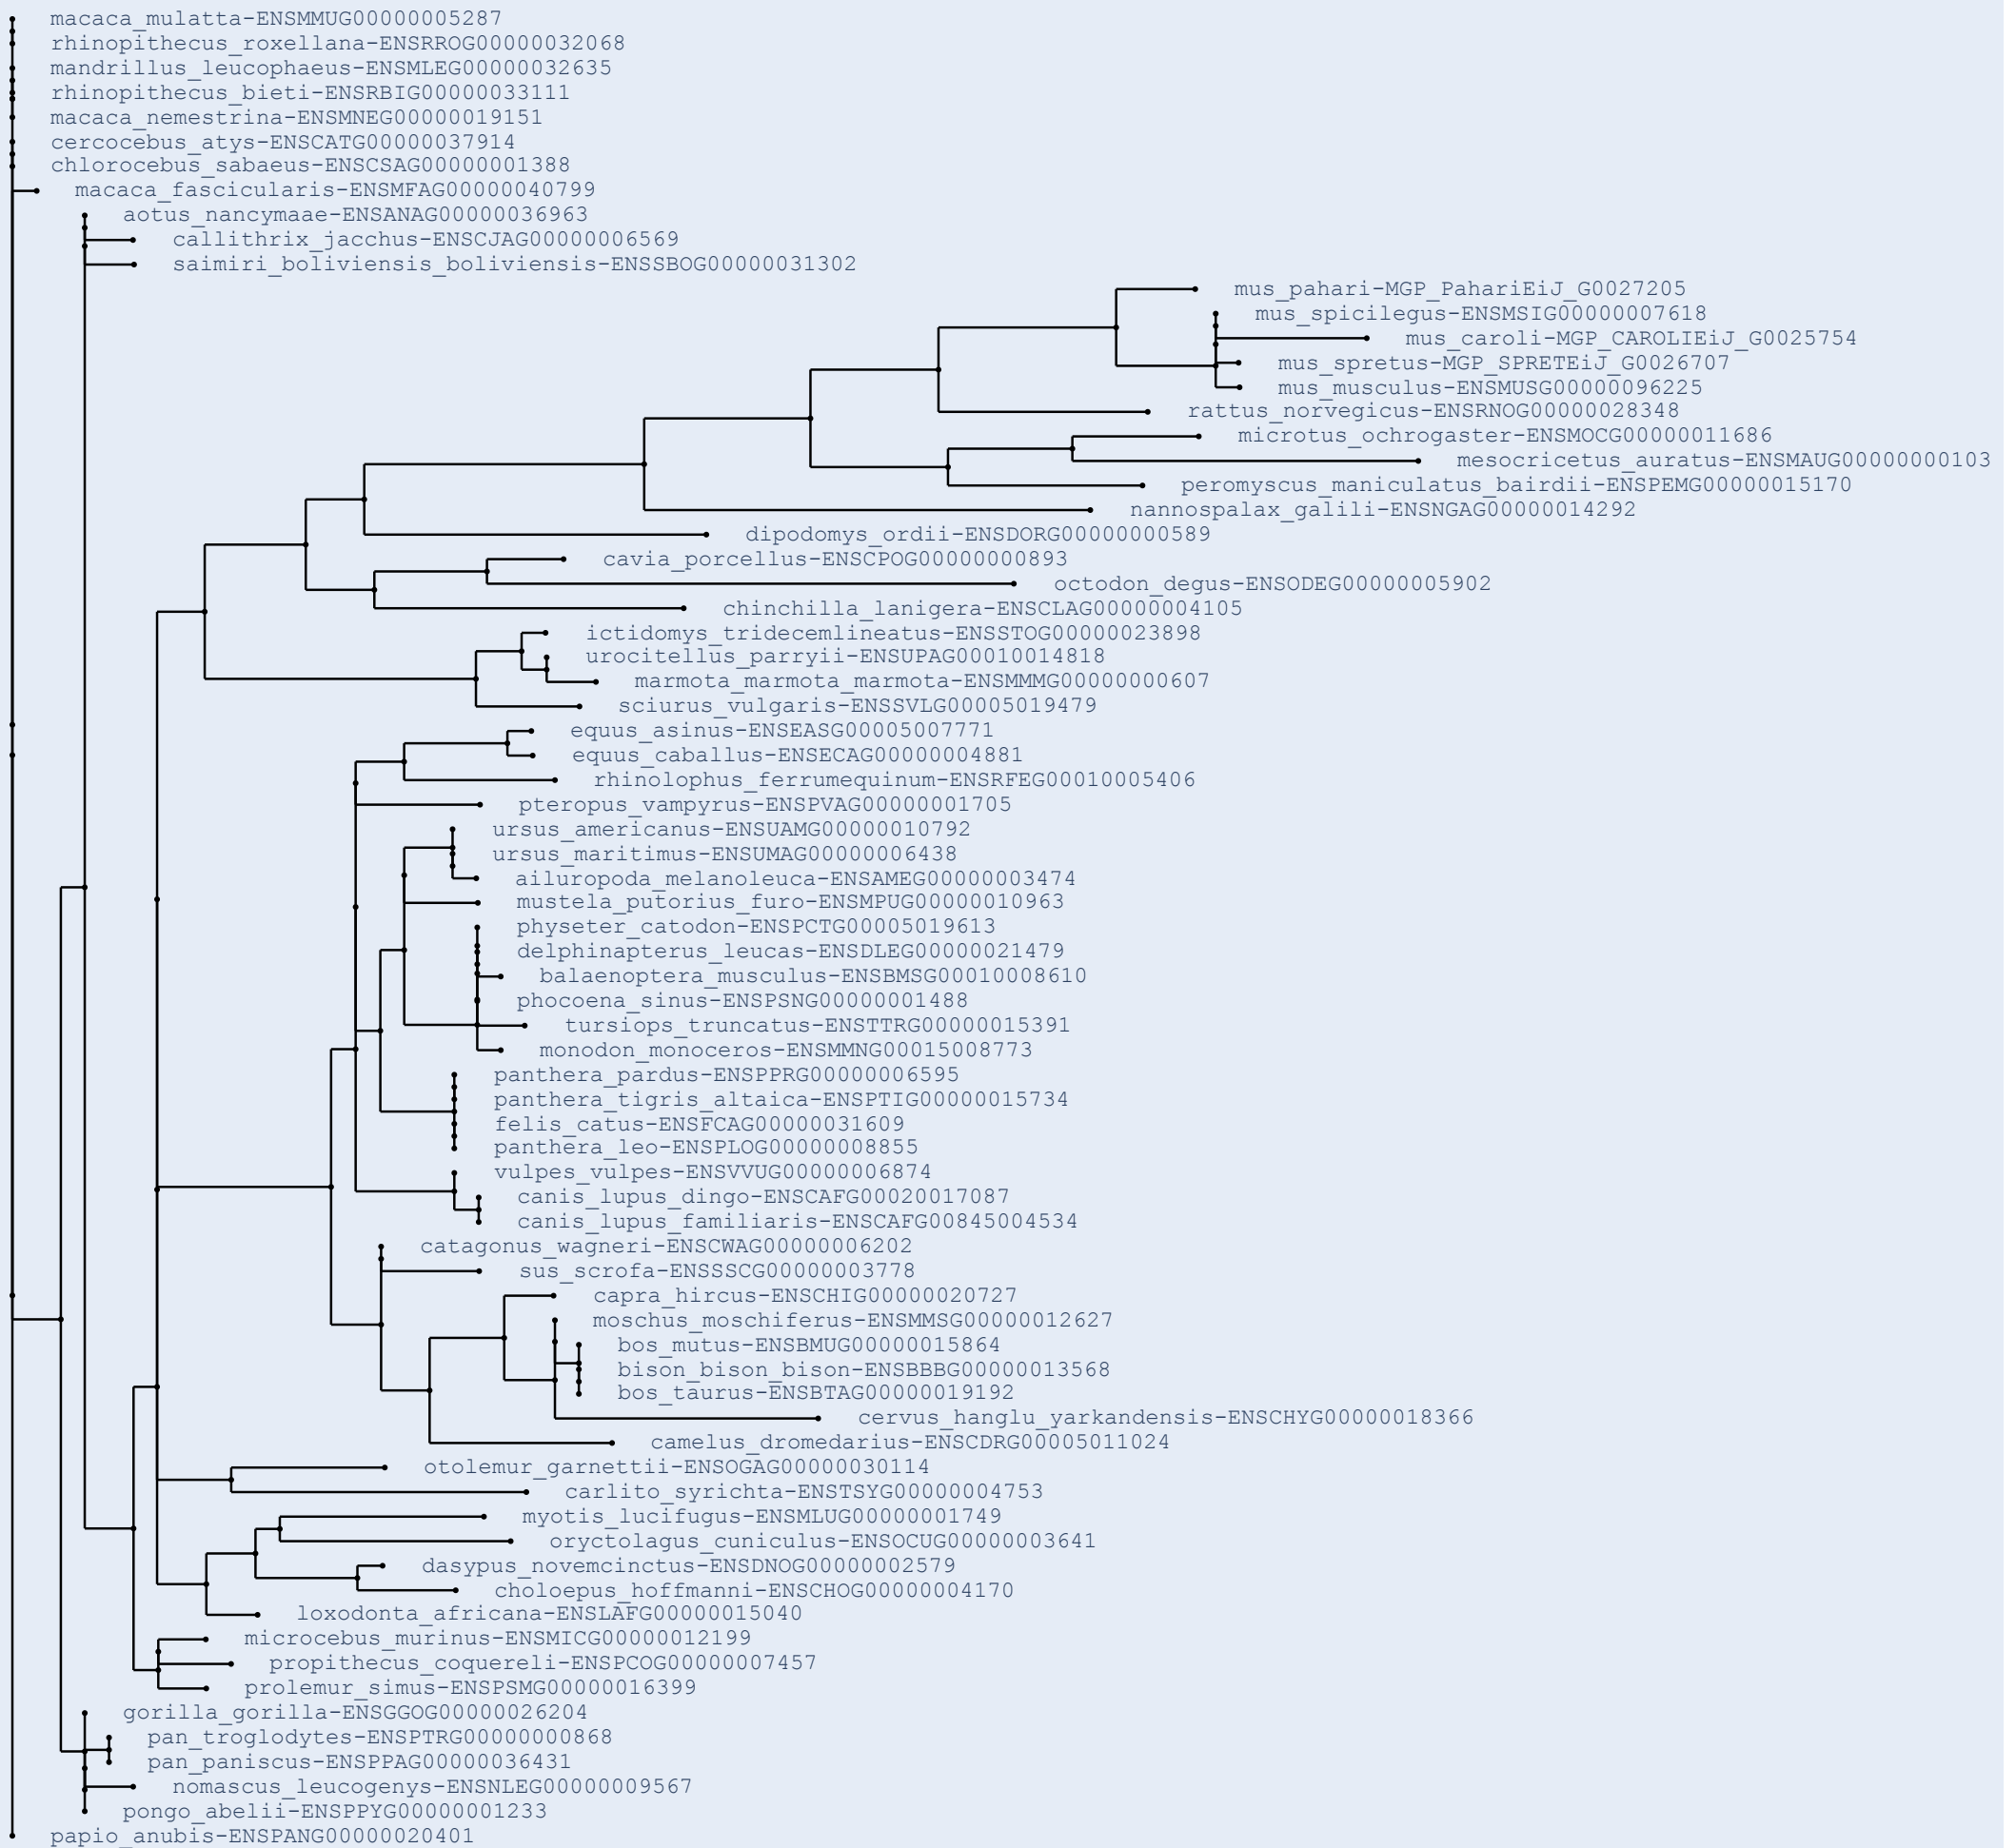 macaca_mulatta-ENSMMUG00000005287
rhinopithecus_roxellana-ENSRROG00000032068
mandrillus_leucophaeus-ENSMLEG00000032635
rhinopithecus_bieti-ENSRBIG00000033111
macaca_nemestrina-ENSMNEG00000019151
cercocebus_atys-ENSCATG00000037914
chlorocebus_sabaeus-ENSCSAG00000001388
macaca_fascicularis-ENSMFAG00000040799
aotus_nancymaae-ENSANAG00000036963
callithrix_jacchus-ENSCJAG00000006569
saimiri_boliviensis_boliviensis-ENSSBOG00000031302
mus_pahari-MGP_PahariEiJ_G0027205
mus_spicilegus-ENSMSIG00000007618
mus_caroli-MGP_CAROLIEiJ_G0025754
mus_spretus-MGP_SPRETEiJ_G0026707
mus_musculus-ENSMUSG00000096225
rattus_norvegicus-ENSRNOG00000028348
microtus_ochrogaster-ENSMOCG00000011686
mesocricetus_auratus-ENSMAUG00000000103
peromyscus_maniculatus_bairdii-ENSPEMG00000015170
nannospalax_galili-ENSNGAG00000014292
dipodomys_ordii-ENSDORG00000000589
cavia_porcellus-ENSCPOG00000000893
octodon_degus-ENSODEG00000005902
chinchilla_lanigera-ENSCLAG00000004105
ictidomys_tridecemlineatus-ENSSTOG00000023898
urocitellus_parryii-ENSUPAG00010014818
marmota_marmota_marmota-ENSMMMG00000000607
sciurus_vulgaris-ENSSVLG00005019479
equus_asinus-ENSEASG00005007771
equus_caballus-ENSECAG00000004881
rhinolophus_ferrumequinum-ENSRFEG00010005406
pteropus_vampyrus-ENSPVAG00000001705
ursus_americanus-ENSUAMG00000010792
ursus_maritimus-ENSUMAG00000006438
ailuropoda_melanoleuca-ENSAMEG00000003474
mustela_putorius_furo-ENSMPUG00000010963
physeter_catodon-ENSPCTG00005019613
delphinapterus_leucas-ENSDLEG00000021479
balaenoptera_musculus-ENSBMSG00010008610
phocoena_sinus-ENSPSNG00000001488
tursiops_truncatus-ENSTTRG00000015391
monodon_monoceros-ENSMMNG00015008773
panthera_pardus-ENSPPRG00000006595
panthera_tigris_altaica-ENSPTIG00000015734
felis_catus-ENSFCAG00000031609
panthera_leo-ENSPLOG00000008855
vulpes_vulpes-ENSVVUG00000006874
canis_lupus_dingo-ENSCAFG00020017087
canis_lupus_familiaris-ENSCAFG00845004534
catagonus_wagneri-ENSCWAG00000006202
sus_scrofa-ENSSSCG00000003778
capra_hircus-ENSCHIG00000020727
moschus_moschiferus-ENSMMSG00000012627
bos_mutus-ENSBMUG00000015864
bison_bison_bison-ENSBBBG00000013568
bos_taurus-ENSBTAG00000019192
cervus_hanglu_yarkandensis-ENSCHYG00000018366
camelus_dromedarius-ENSCDRG00005011024
otolemur_garnettii-ENSOGAG00000030114
carlito_syrichta-ENSTSYG00000004753
myotis_lucifugus-ENSMLUG00000001749
oryctolagus_cuniculus-ENSOCUG00000003641
dasypus_novemcinctus-ENSDNOG00000002579
choloepus_hoffmanni-ENSCHOG00000004170
loxodonta_africana-ENSLAFG00000015040
microcebus_murinus-ENSMICG00000012199
propithecus_coquereli-ENSPCOG00000007457
prolemur_simus-ENSPSMG00000016399
gorilla_gorilla-ENSGGOG00000026204
pan_troglodytes-ENSPTRG00000000868
pan_paniscus-ENSPPAG00000036431
nomascus_leucogenys-ENSNLEG00000009567
pongo_abelii-ENSPPYG00000001233
papio_anubis-ENSPANG00000020401